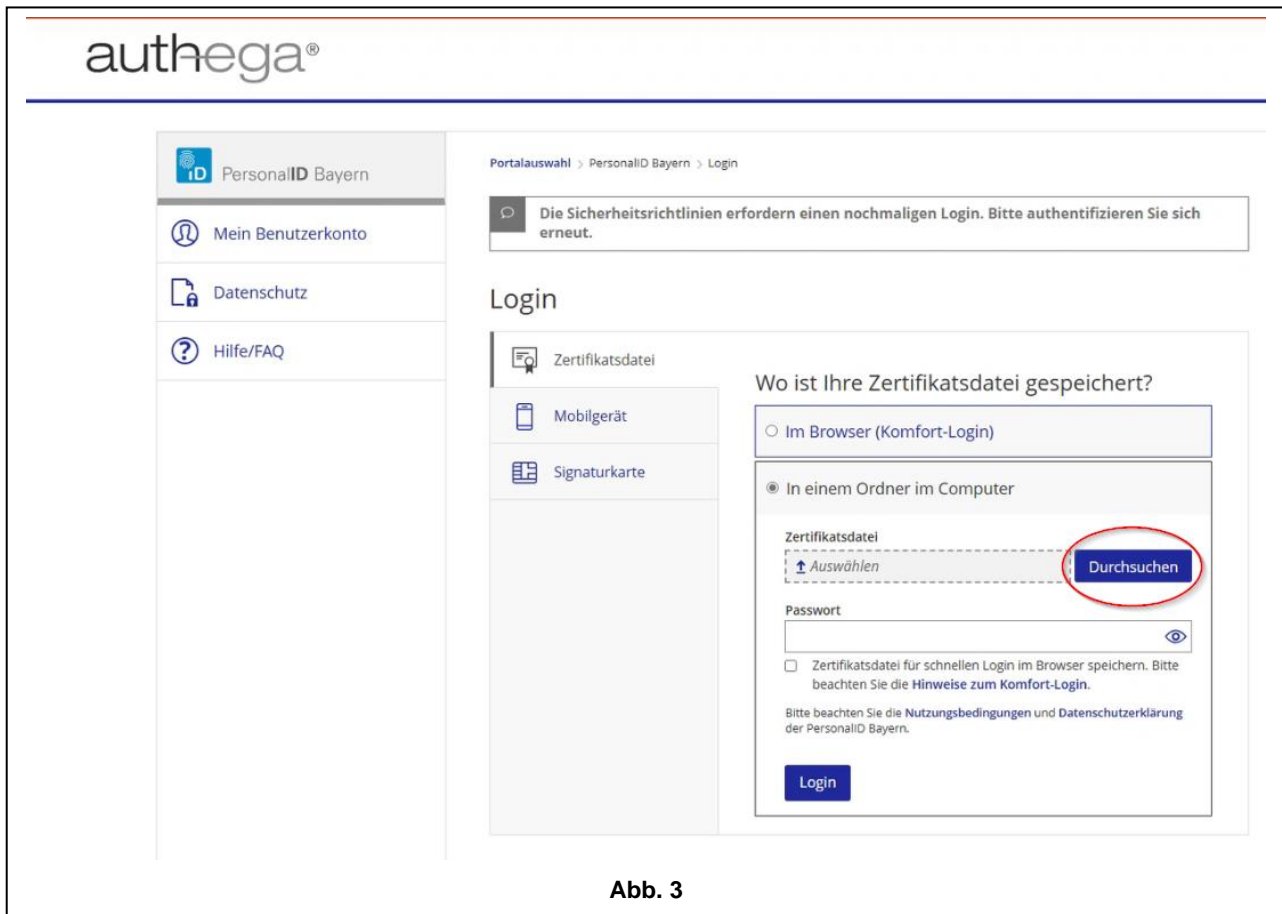 authega®
PersonalID Bayern
Mein Benutzerkonto
Datenschutz
Hilfe/FAQ
Portalauswahl > PersonalID Bayern > Login
Die Sicherheitsrichtlinien erfordern einen nochmaligen Login. Bitte authentifizieren Sie sich
erneut.
Login
Zertifikatsdatei
Mobilgerät
Signaturkarte
Wo ist Ihre Zertifikatsdatei gespeichert?
Im Browser (Komfort-Login)
In einem Ordner im Computer
Zertifikatsdatei
Auswählen
Durchsuchen
Passwort
Zertifikatsdatei für schnellen Login im Browser speichern. Bitte
beachten Sie die Hinweise zum Komfort-Login.
Bitte beachten Sie die Nutzungsbedingungen und Datenschutzerklärung
der PersonalID Bayern.
Login
Abb. 3